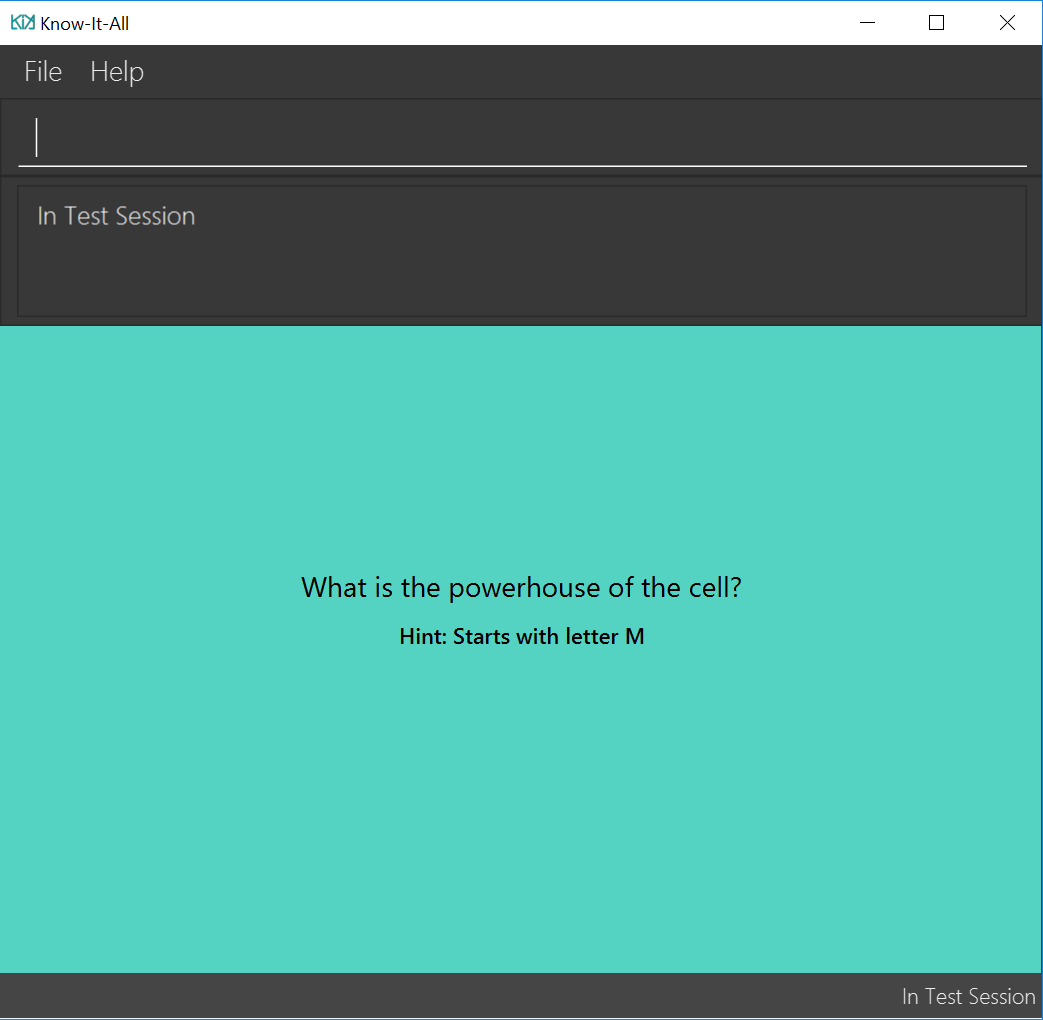 Know-It-All
File Help
In Test Session
What is the powerhouse of the cell?
Hint: Starts with letter M
In Test Session